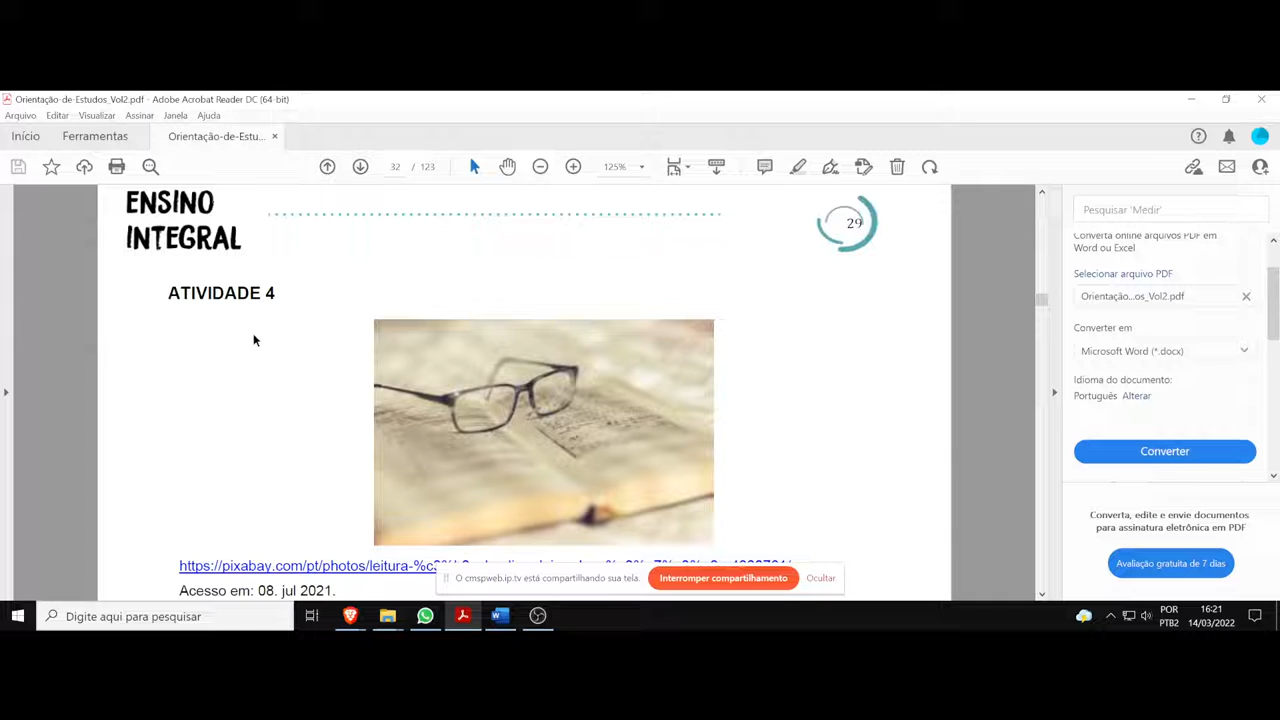 Orientação-de-Estudos_Vol2.pdf - Adobe Acrobat Reader DC (64-bit)
Arquivo Editar Visualizar Assinar Janela Ajuda
Início Ferramentas Orientação-de-Estu... ×
32 / 123 125%
ENSINO
INTEGRAL
29
ATIVIDADE 4
https://pixabay.com/pt/photos/leitura-%c3
Acesso em: 08. jul 2021.
Pesquisar 'Medir'
Converta online arquivos PDF em
Word ou Excel
Selecionar arquivo PDF
Orientação...os_Vol2.pdf
Converter em
Microsoft Word (*.docx)
Idioma do documento:
Português Alterar
Converter
Converta, edite e envie documentos
para assinatura eletrônica em PDF
Avaliação gratuita de 7 dias
O cmspweb.ip.tv está compartilhando sua tela. Interromper compartilhamento Ocultar
Digite aqui para pesquisar
POR
PTB2
16:21
14/03/2022